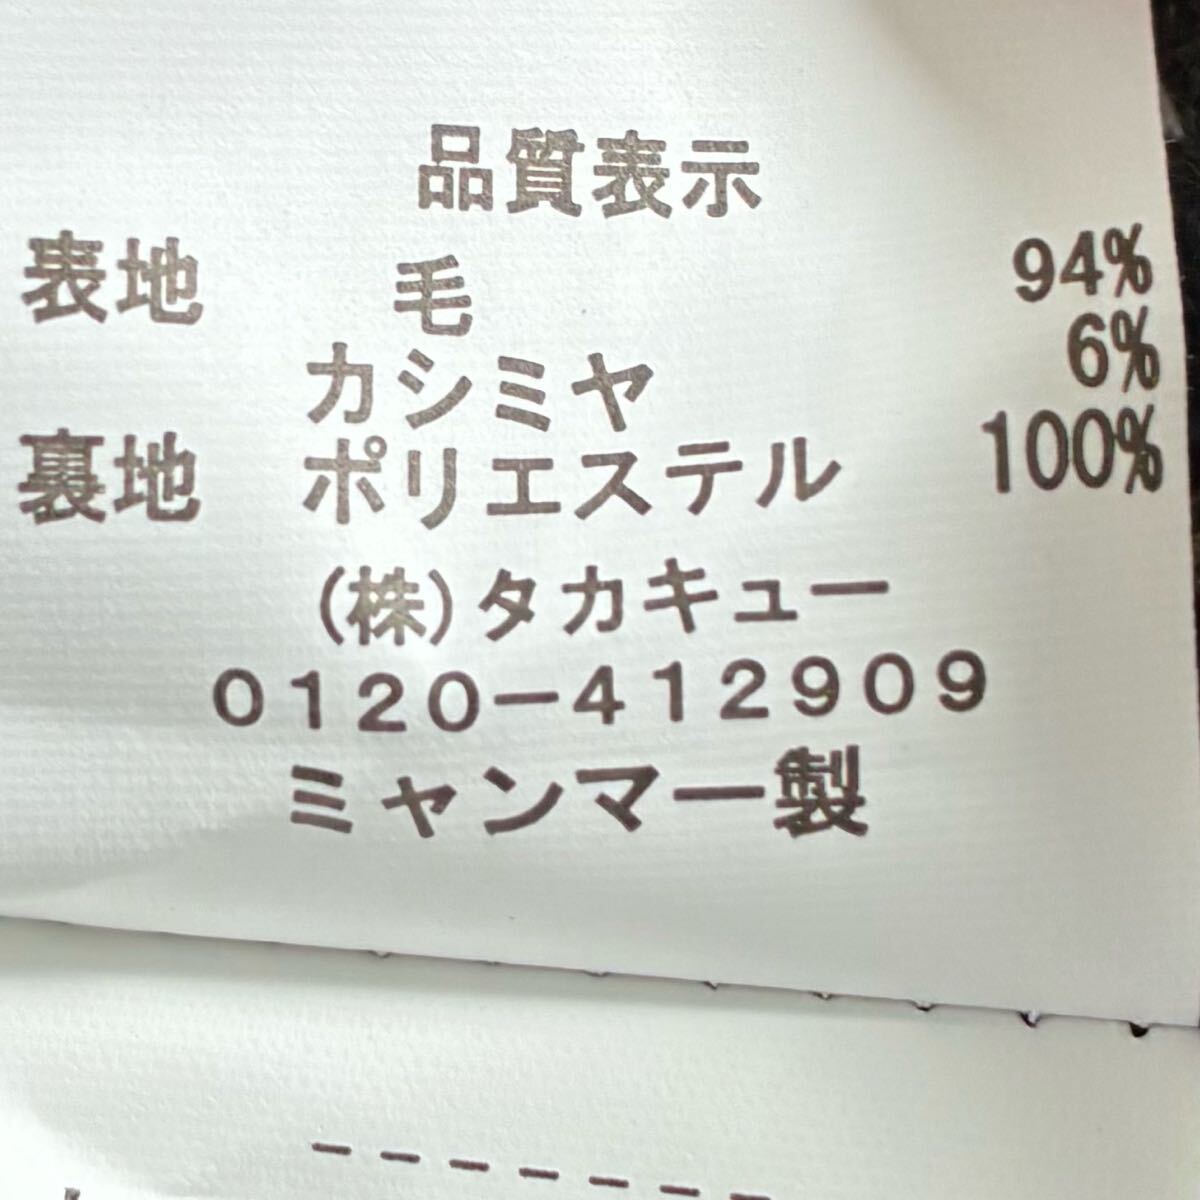 品質表示
表地 毛 94%
カシミヤ 6%
裏地 ポリエステル 100%
(株)タカキュー
0120-412909
ミャンマー製